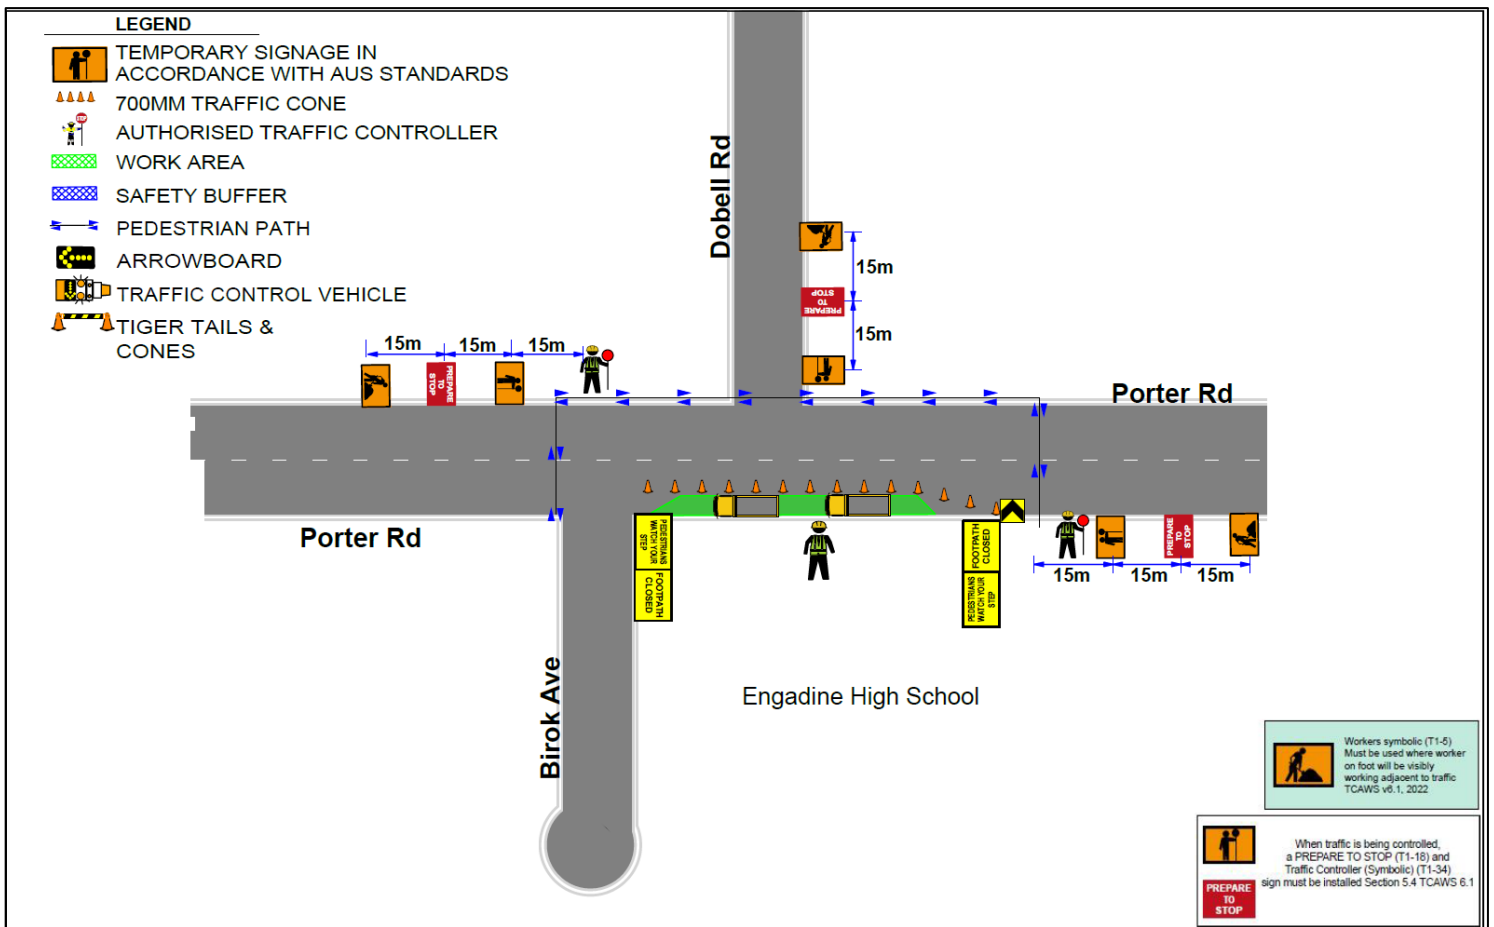 LEGEND
TEMPORARY SIGNAGE IN
ACCORDANCE WITH AUS STANDARDS
700MM TRAFFIC CONE
STOP
AUTHORISED TRAFFIC CONTROLLER
WORK AREA
SAFETY BUFFER
PEDESTRIAN PATH
ARROWBOARD
TRAFFIC CONTROL VEHICLE
TIGER TAILS &
CONES
Dobell Rd
15m
PREPARE
TO
STOP
15m
15m
15m
15m
PREPARE
TO
STOP
Porter Rd
Porter Rd
PEDESTRIANS
WATCH YOUR
STEP
FOOTPATH
CLOSED
FOOTPATH
CLOSED
PEDESTRIANS
WATCH YOUR
STEP
PREPARE
TO
STOP
15m
15m
15m
Birok Ave
Engadine High School
Workers symbolic (T1-5)
Must be used where worker
on foot will be visibly
working adjacent to traffic
TCAWS v6.1, 2022
When traffic is being controlled,
a PREPARE TO STOP (T1-18) and
Traffic Controller (Symbolic) (T1-34)
sign must be installed Section 5.4 TCAWS 6.1
PREPARE
TO
STOP